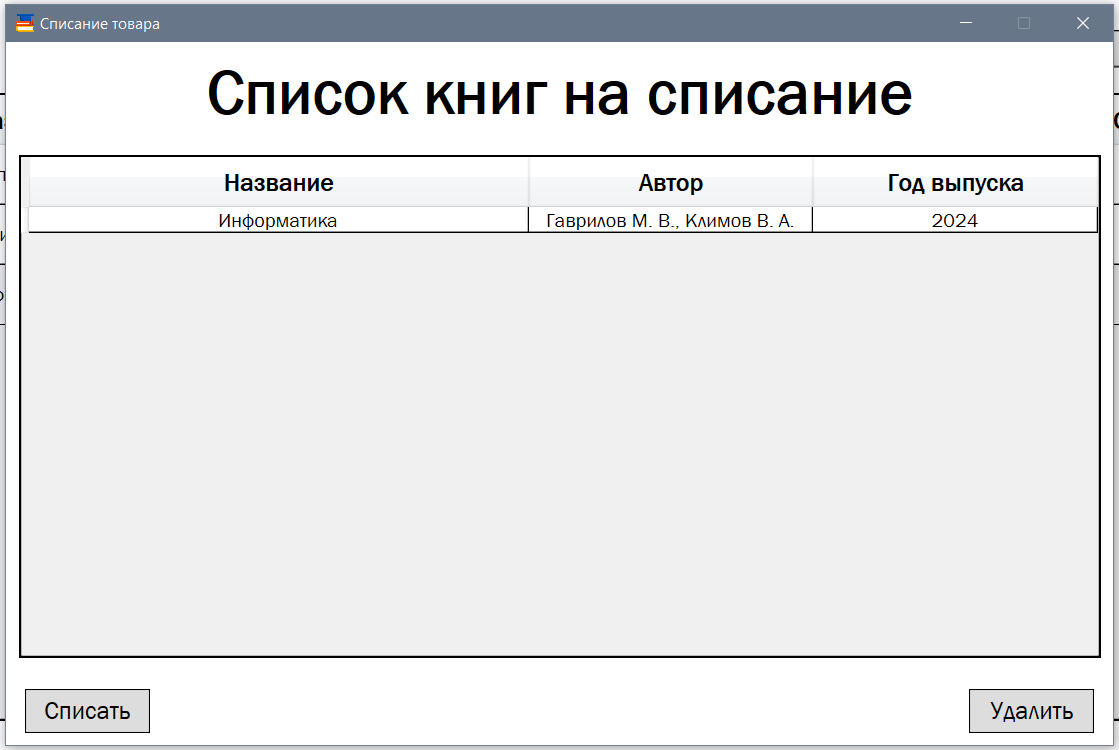 Списание товара
Список книг на списание
Название Автор Год выпуска
Информатика Гаврилов М. В., Климов В. А. 2024
Списать Удалить